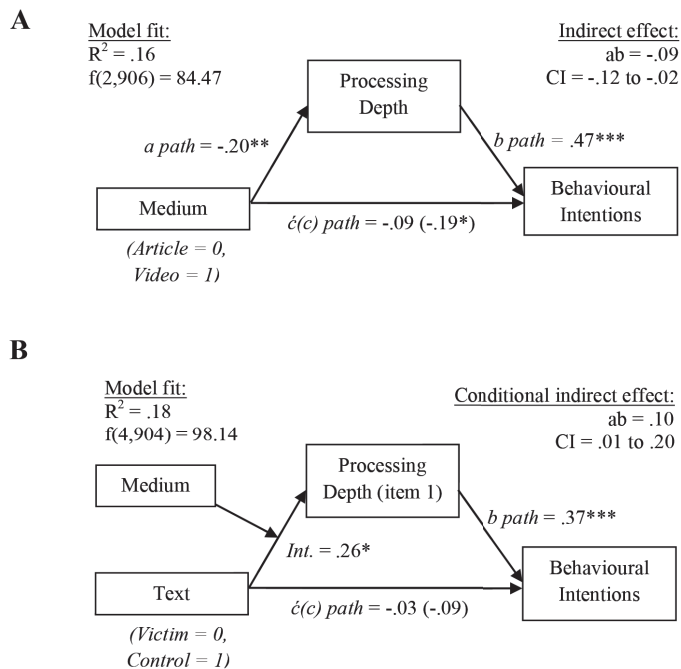 A
Model fit:
R² = .16
f(2,906) = 84.47
Indirect effect:
ab = -.09
CI = -.12 to -.02
Processing
Depth
a path = -.20**
b path = .47***
Medium
Behavioural
Intentions
ć(c) path = -.09 (-.19*)
(Article = 0,
Video = 1)
B
Model fit:
R² = .18
f(4,904) = 98.14
Conditional indirect effect:
ab = .10
CI = .01 to .20
Processing
Depth (item 1)
Medium
b path = .37***
Int. = .26*
Text
Behavioural
Intentions
ć(c) path = -.03 (-.09)
(Victim = 0,
Control = 1)